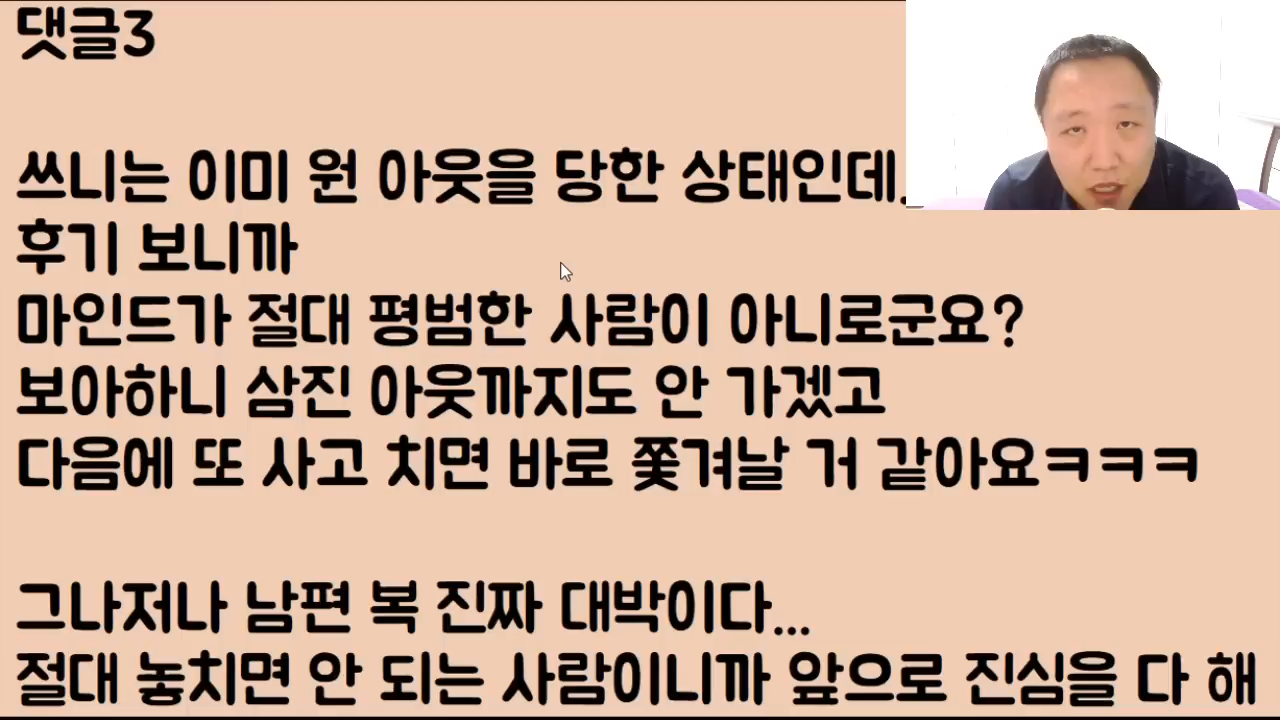 댓글3
쓰니는 이미 원 아웃을 당한 상태인데
후기 보니까
마인드가 절대 평범한 사람이 아니로군요?
보아하니 삼진 아웃까지도 안 가겠고
다음에 또 사고 치면 바로 쫓겨날 거 같아요ㅋㅋㅋ
그나저나 남편 복 진짜 대박이다...
절대 놓치면 안 되는 사람이니까 앞으로 진심을 다 해